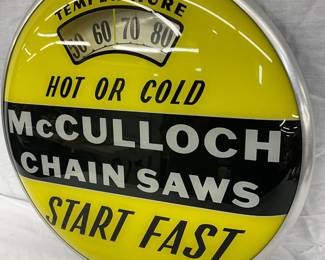 TEMPERATURE
50 60 70 80
HOT OR COLD
McCULLOCH
CHAIN SAWS
START FAST